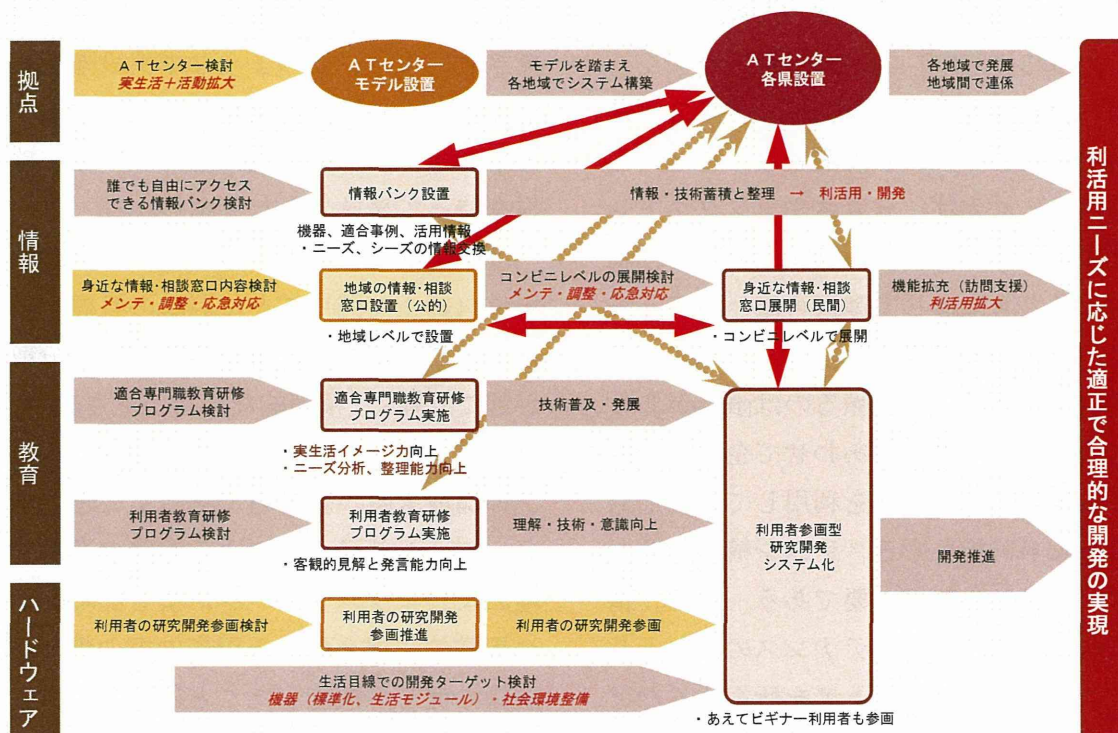 拠点
ATセンター検討
実生活＋活動拡大
ATセンター
モデル設置
モデルを踏まえ
各地域でシステム構築
ATセンター
各県設置
各地域で発展
地域間で連係
情報
誰でも自由にアクセス
できる情報バンク検討
情報バンク設置
機器、適合事例、活用情報
・ニーズ、シーズの情報交換
情報・技術蓄積と整理 → 利活用・開発
身近な情報・相談窓口内容検討
メンテ・調整・応急対応
地域の情報・相談
窓口設置（公的）
・地域レベルで設置
コンビニレベルの展開検討
メンテ・調整・応急対応
身近な情報・相談
窓口展開（民間）
・コンビニレベルで展開
機能拡充（訪問支援）
利活用拡大
教育
適合専門職教育研修
プログラム検討
適合専門職教育研修
プログラム実施
・実生活イメージ力向上
・ニーズ分析、整理能力向上
技術普及・発展
利用者教育研修
プログラム検討
利用者教育研修
プログラム実施
・客観的見解と発言能力向上
理解・技術・意識向上
利用者参画型
研究開発
システム化
・あえてビギナー利用者も参画
開発推進
ハードウェア
利用者の研究開発参画検討
利用者の研究開発
参画推進
利用者の研究開発参画
生活目線での開発ターゲット検討
機器（標準化、生活モジュール）・社会環境整備
利活用ニーズに応じた適正で合理的な開発の実現